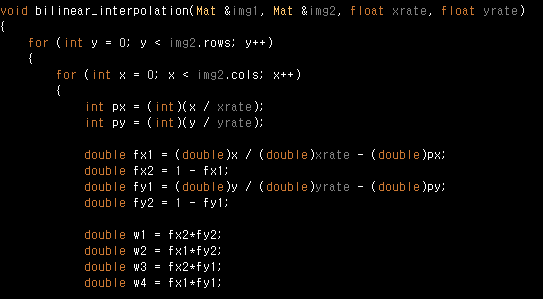 void bilinear_interpolation(Mat &img1, Mat &img2, float xrate, float yrate)
{
    for (int y = 0; y < img2.rows; y++)
    {
        for (int x = 0; x < img2.cols; x++)
        {
            int px = (int)(x / xrate);
            int py = (int)(y / yrate);

            double fx1 = (double)x / (double)xrate - (double)px;
            double fx2 = 1 - fx1;
            double fy1 = (double)y / (double)yrate - (double)py;
            double fy2 = 1 - fy1;

            double w1 = fx2*fy2;
            double w2 = fx1*fy2;
            double w3 = fx2*fy1;
            double w4 = fx1*fy1;